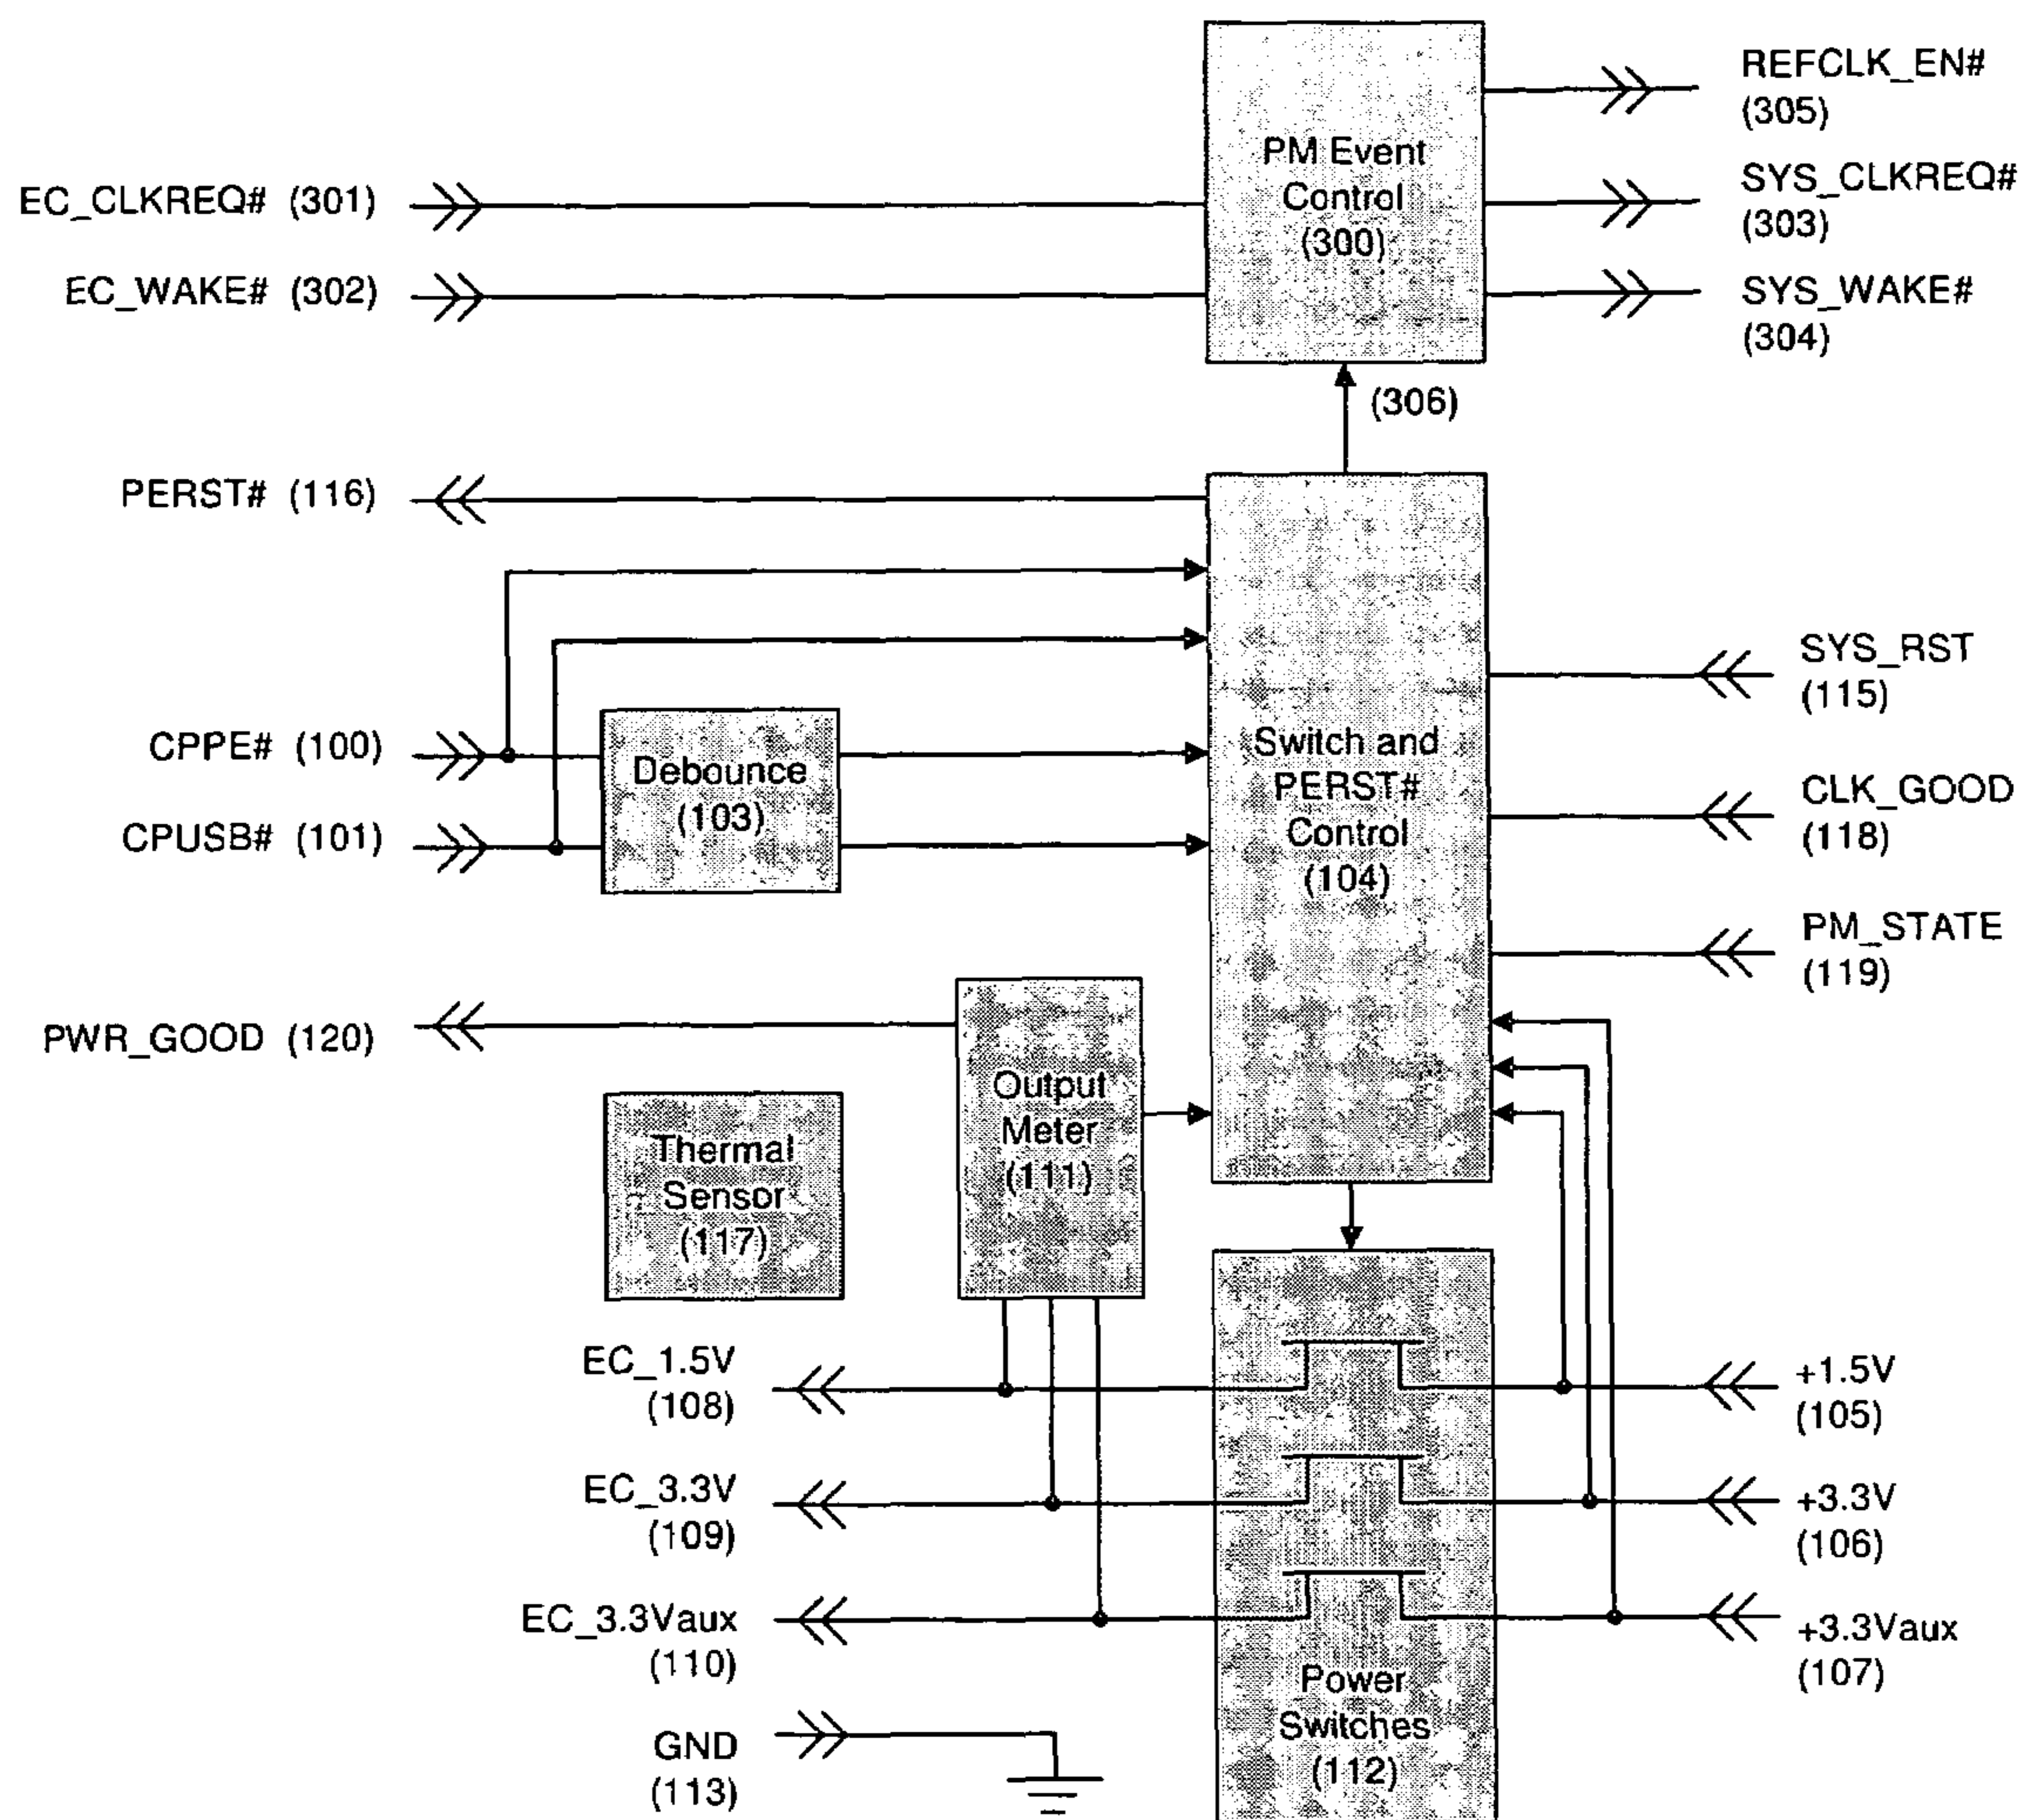 REFCLK_EN#
(305)
PM Event
Control
(300)
EC_CLKREQ# (301)
SYS_CLKREQ#
(303)
EC_WAKE# (302)
SYS_WAKE#
(304)
(306)
PERST# (116)
SYS_RST
(115)
CPPE# (100)
Debounce
(103)
Switch and
PERST#
Control
(104)
CLK_GOOD
(118)
CPUSB# (101)
PM_STATE
(119)
PWR_GOOD (120)
Output
Meter
(111)
Thermal
Sensor
(117)
EC_1.5V
(108)
+1.5V
(105)
EC_3.3V
(109)
+3.3V
(106)
EC_3.3Vaux
(110)
+3.3Vaux
(107)
Power
Switches
(112)
GND
(113)